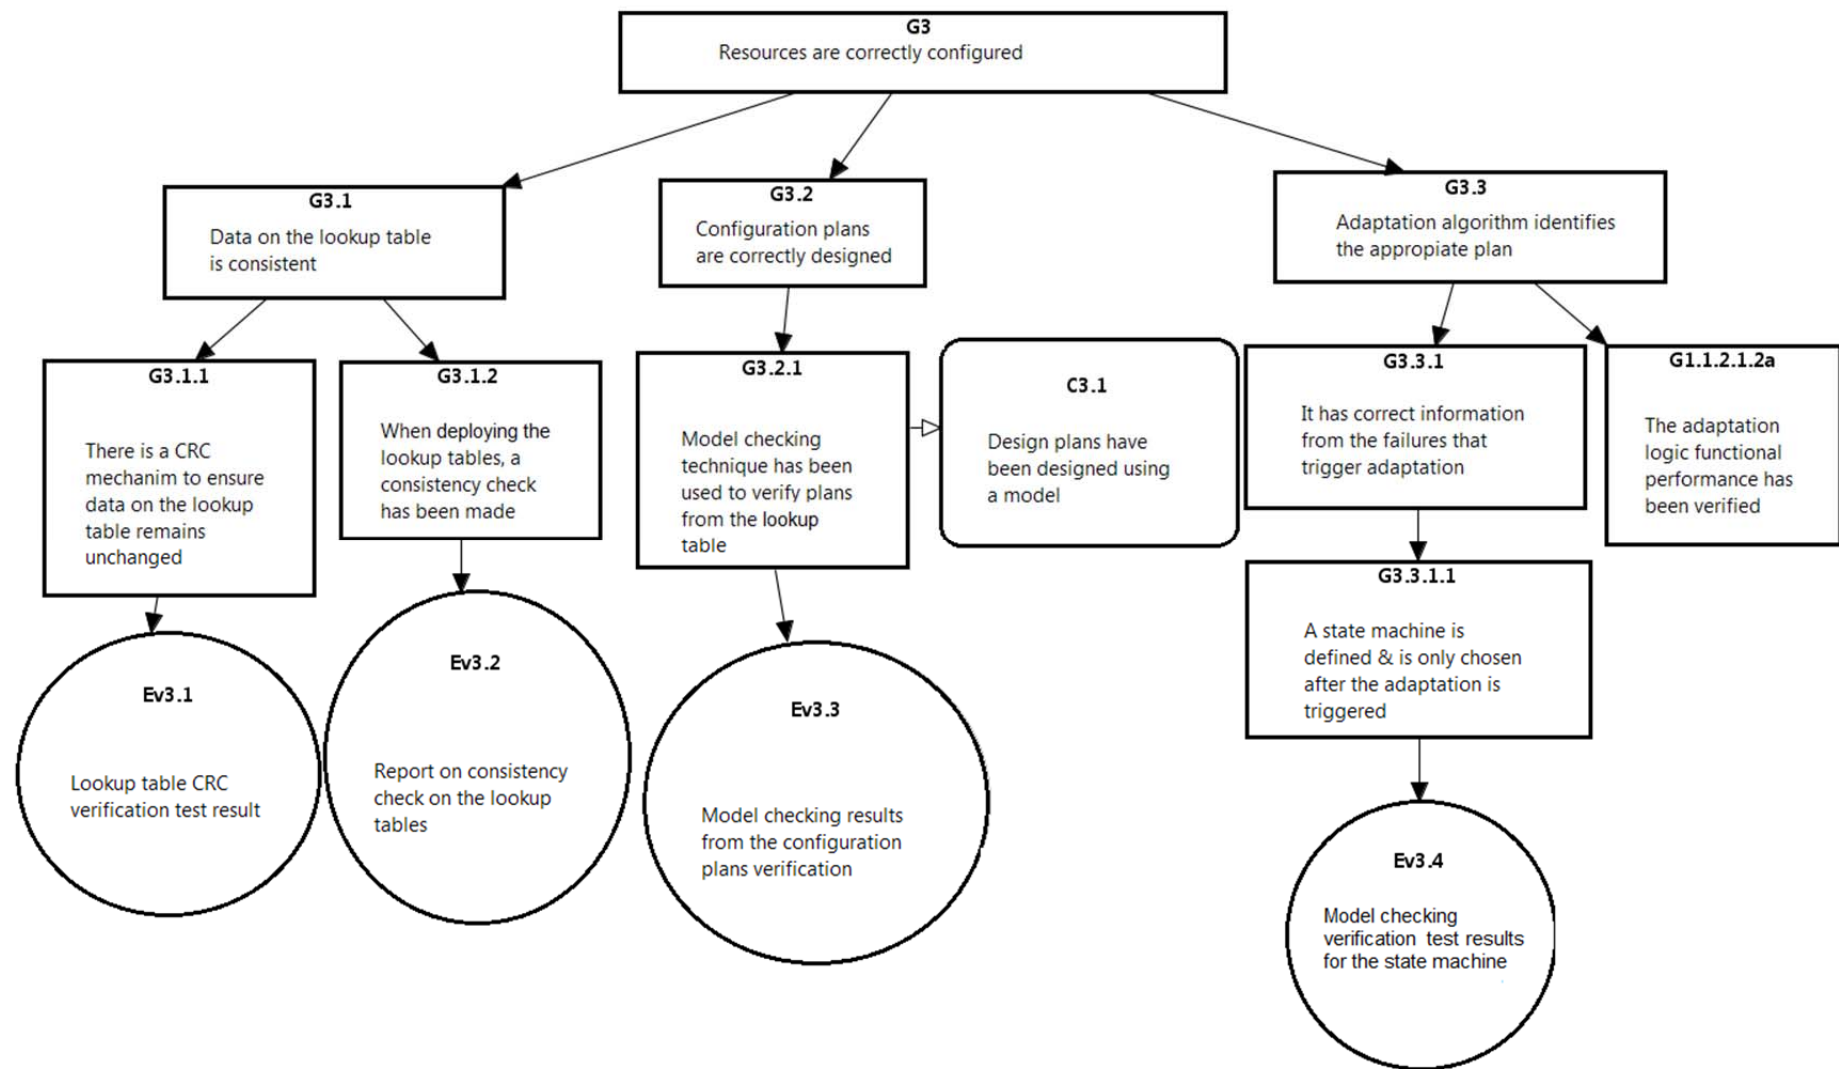 G3
Resources are correctly configured
G3.1
Data on the lookup table
is consistent
G3.2
Configuration plans
are correctly designed
G3.3
Adaptation algorithm identifies
the appropiate plan
G3.1.1
There is a CRC
mechanim to ensure
data on the lookup
table remains
unchanged
G3.1.2
When deploying the
lookup tables, a
consistency check
has been made
G3.2.1
Model checking
technique has been
used to verify plans
from the lookup
table
C3.1
Design plans have
been designed using
a model
G3.3.1
It has correct information
from the failures that
trigger adaptation
G1.1.2.1.2a
The adaptation
logic functional
performance has
been verified
G3.3.1.1
A state machine is
defined & is only chosen
after the adaptation is
triggered
Ev3.1
Lookup table CRC
verification test result
Ev3.2
Report on consistency
check on the lookup
tables
Ev3.3
Model checking results
from the configuration
plans verification
Ev3.4
Model checking
verification test results
for the state machine